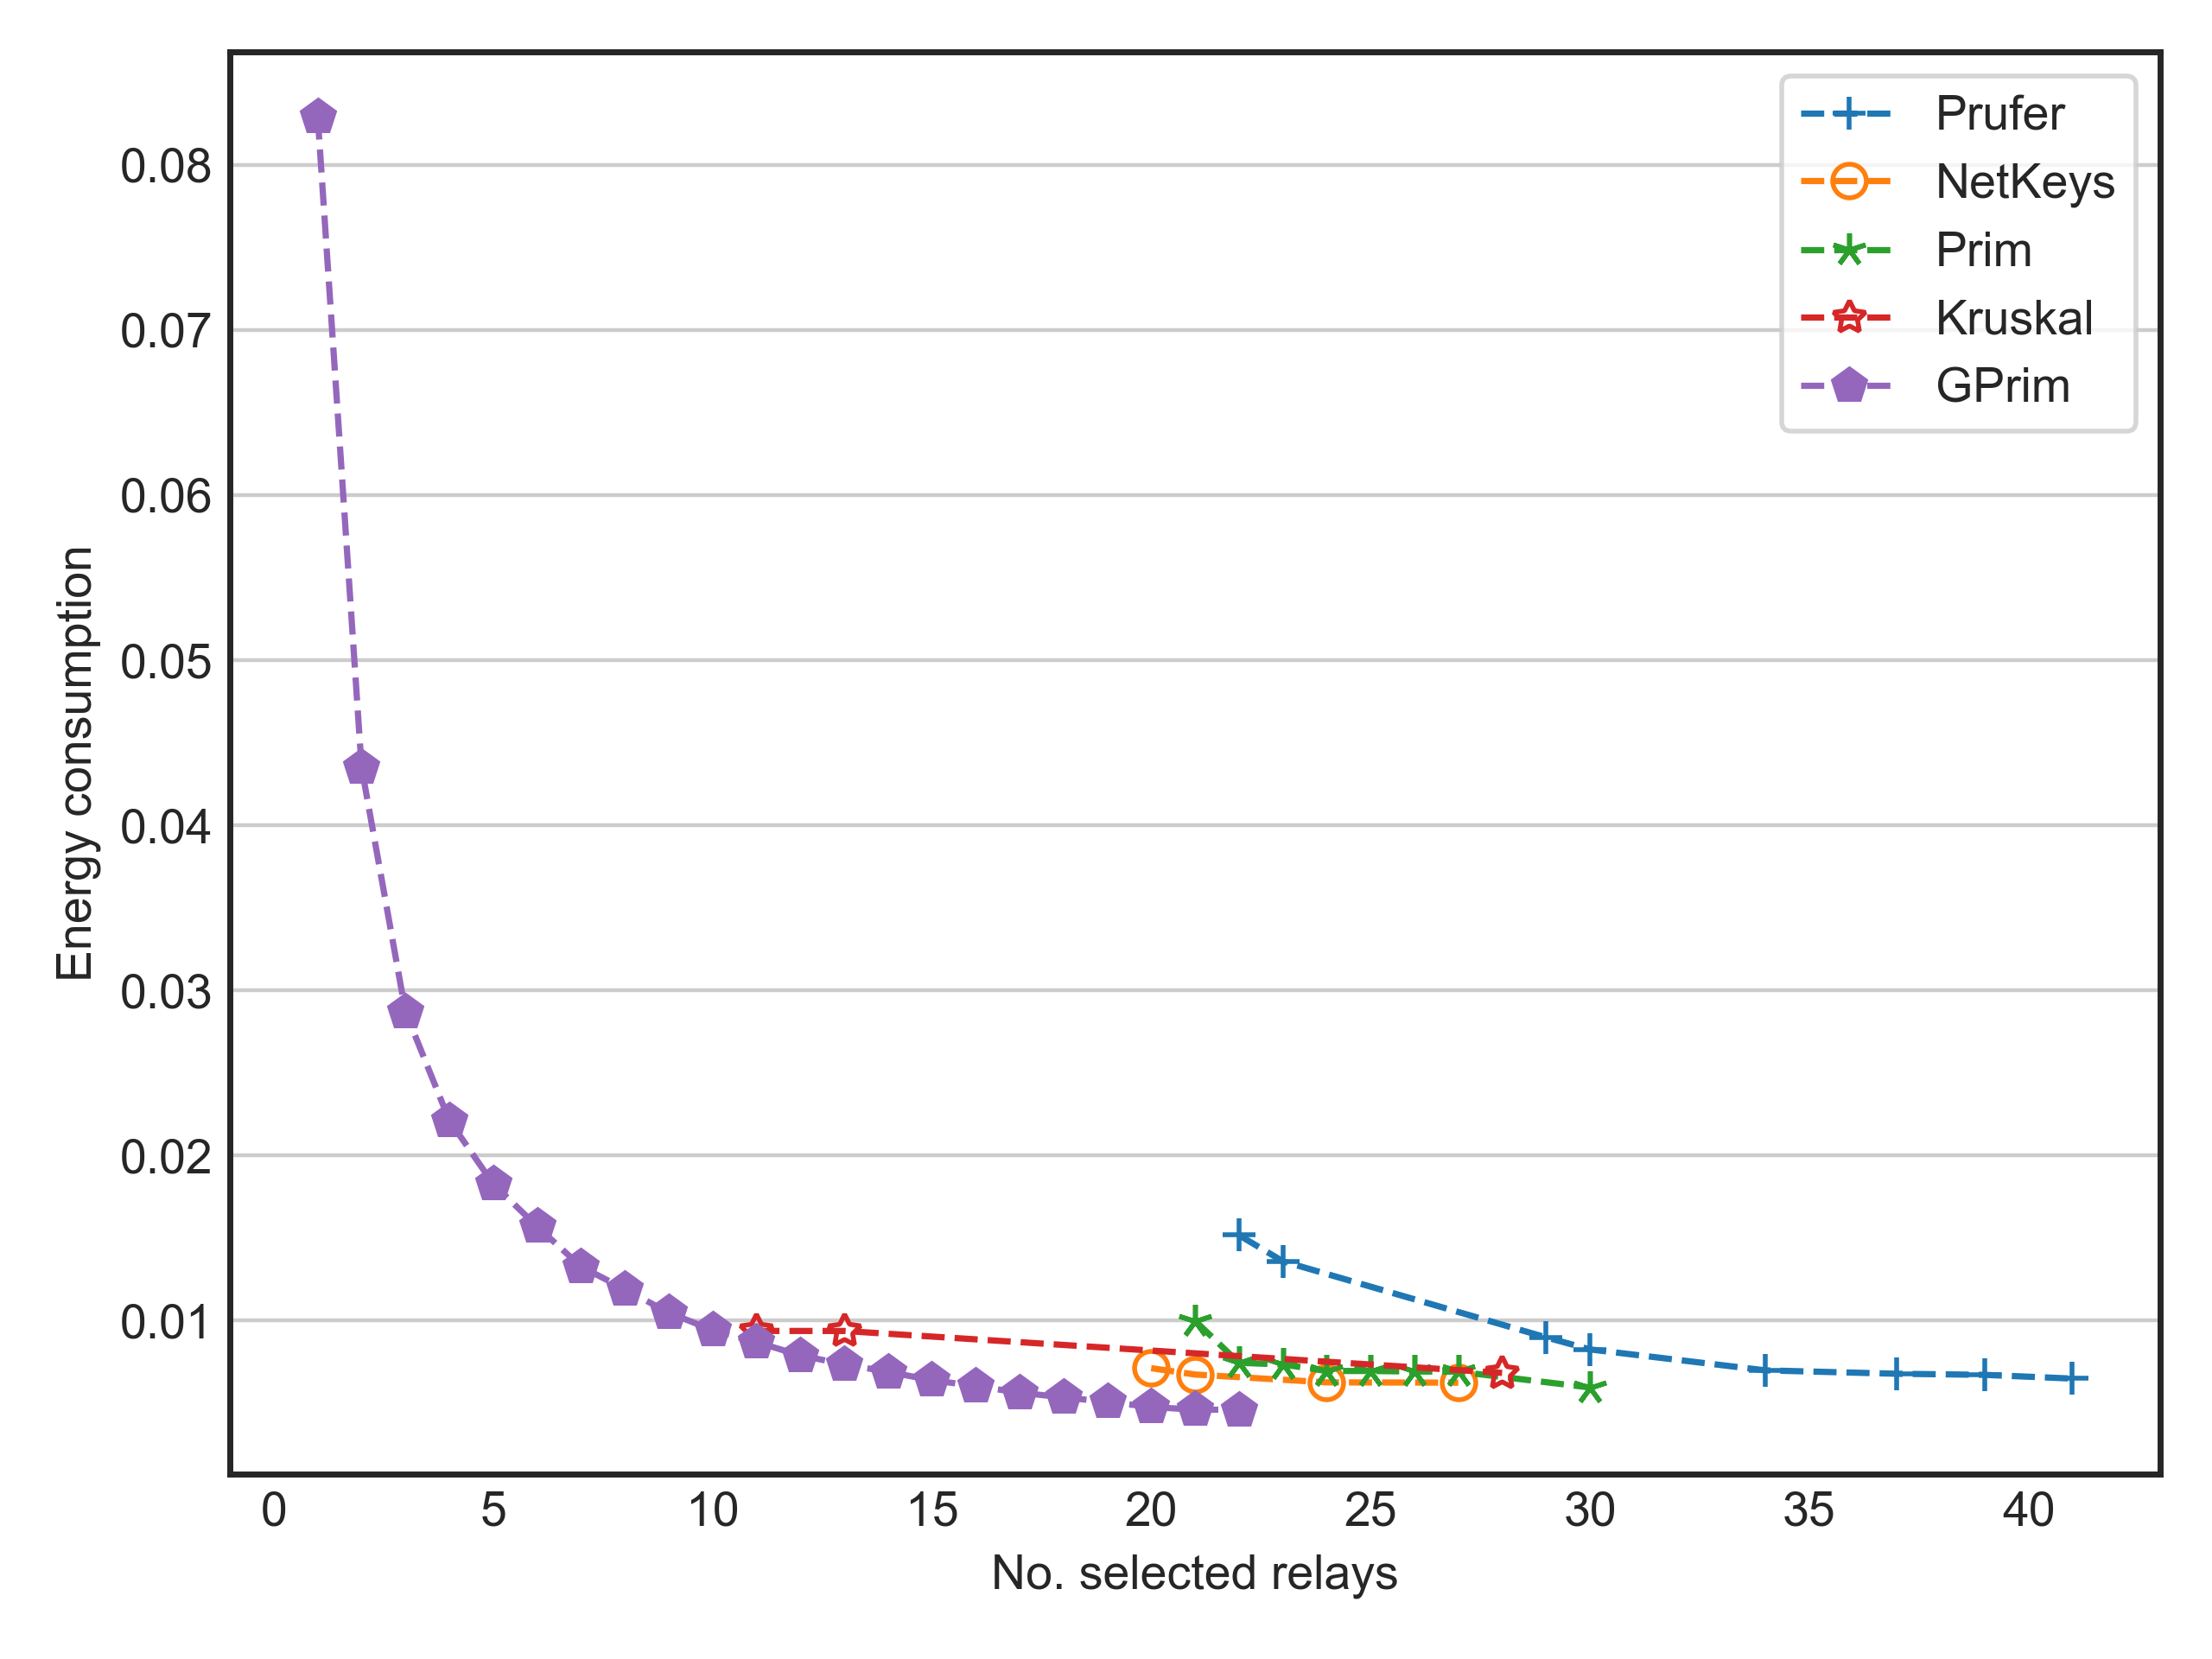 Prufer
NetKeys
Prim
Kruskal
GPrim
0.08
0.07
0.06
0.05
0.04
0.03
0.02
0.01
Energy consumption
0 5 10 15 20 25 30 35 40
No. selected relays